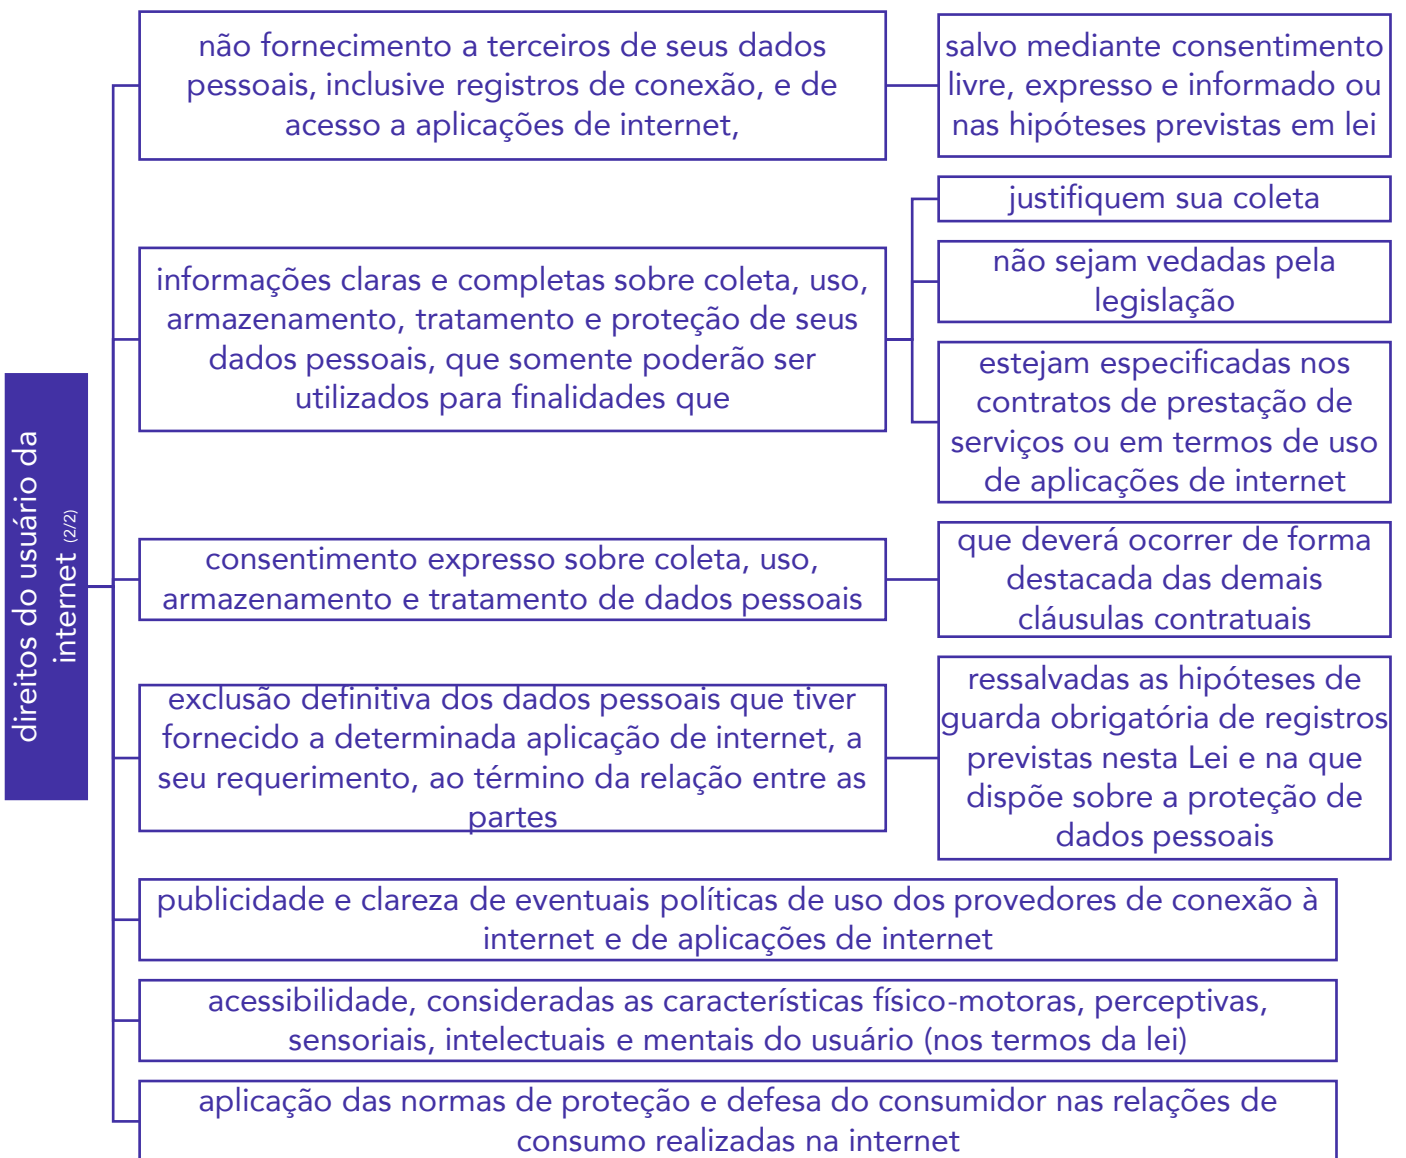 direitos do usuário da
internet (2/2)
não fornecimento a terceiros de seus dados
pessoais, inclusive registros de conexão, e de
acesso a aplicações de internet,
salvo mediante consentimento
livre, expresso e informado ou
nas hipóteses previstas em lei
informações claras e completas sobre coleta, uso,
armazenamento, tratamento e proteção de seus
dados pessoais, que somente poderão ser
utilizados para finalidades que
justifiquem sua coleta
não sejam vedadas pela
legislação
estejam especificadas nos
contratos de prestação de
serviços ou em termos de uso
de aplicações de internet
consentimento expresso sobre coleta, uso,
armazenamento e tratamento de dados pessoais
que deverá ocorrer de forma
destacada das demais
cláusulas contratuais
exclusão definitiva dos dados pessoais que tiver
fornecido a determinada aplicação de internet, a
seu requerimento, ao término da relação entre as
partes
ressalvadas as hipóteses de
guarda obrigatória de registros
previstas nesta Lei e na que
dispõe sobre a proteção de
dados pessoais
publicidade e clareza de eventuais políticas de uso dos provedores de conexão à
internet e de aplicações de internet
acessibilidade, consideradas as características físico-motoras, perceptivas,
sensoriais, intelectuais e mentais do usuário (nos termos da lei)
aplicação das normas de proteção e defesa do consumidor nas relações de
consumo realizadas na internet